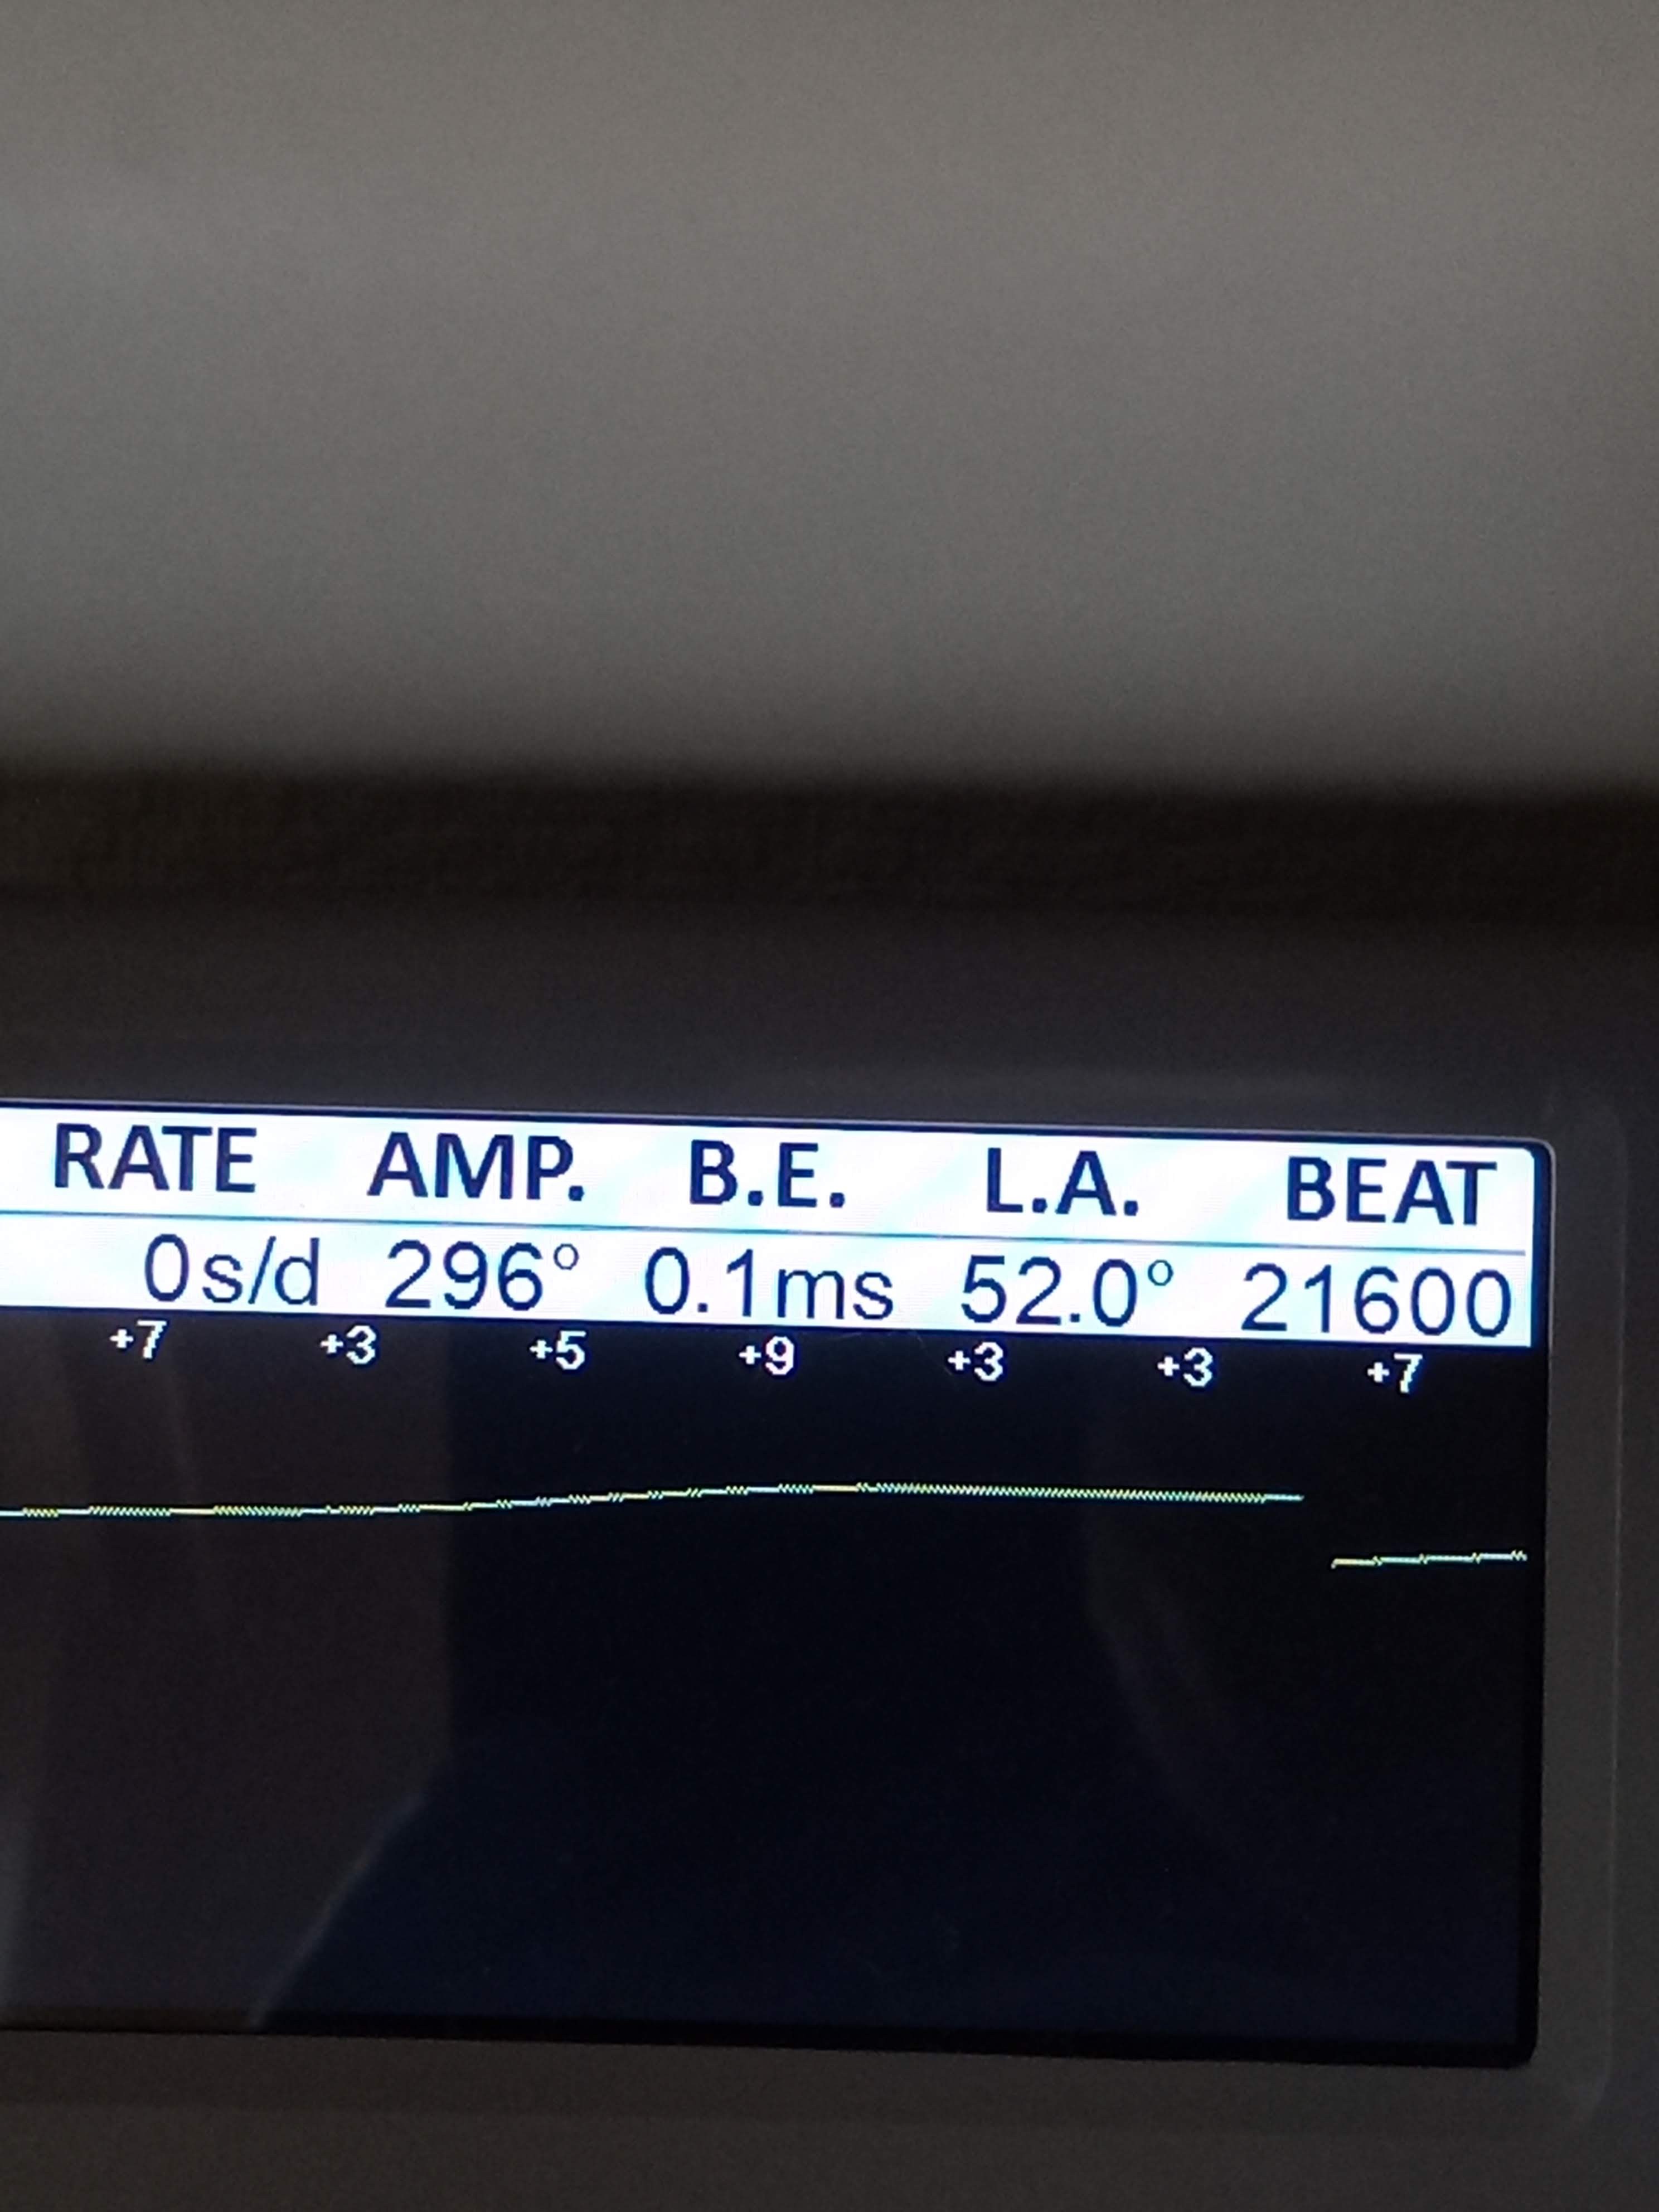 RATE AMP. B.E. L.A. BEAT
0s/d 296° 0.1ms 52.0° 21600
+7 +3 +5 +9 +3 +3 +7